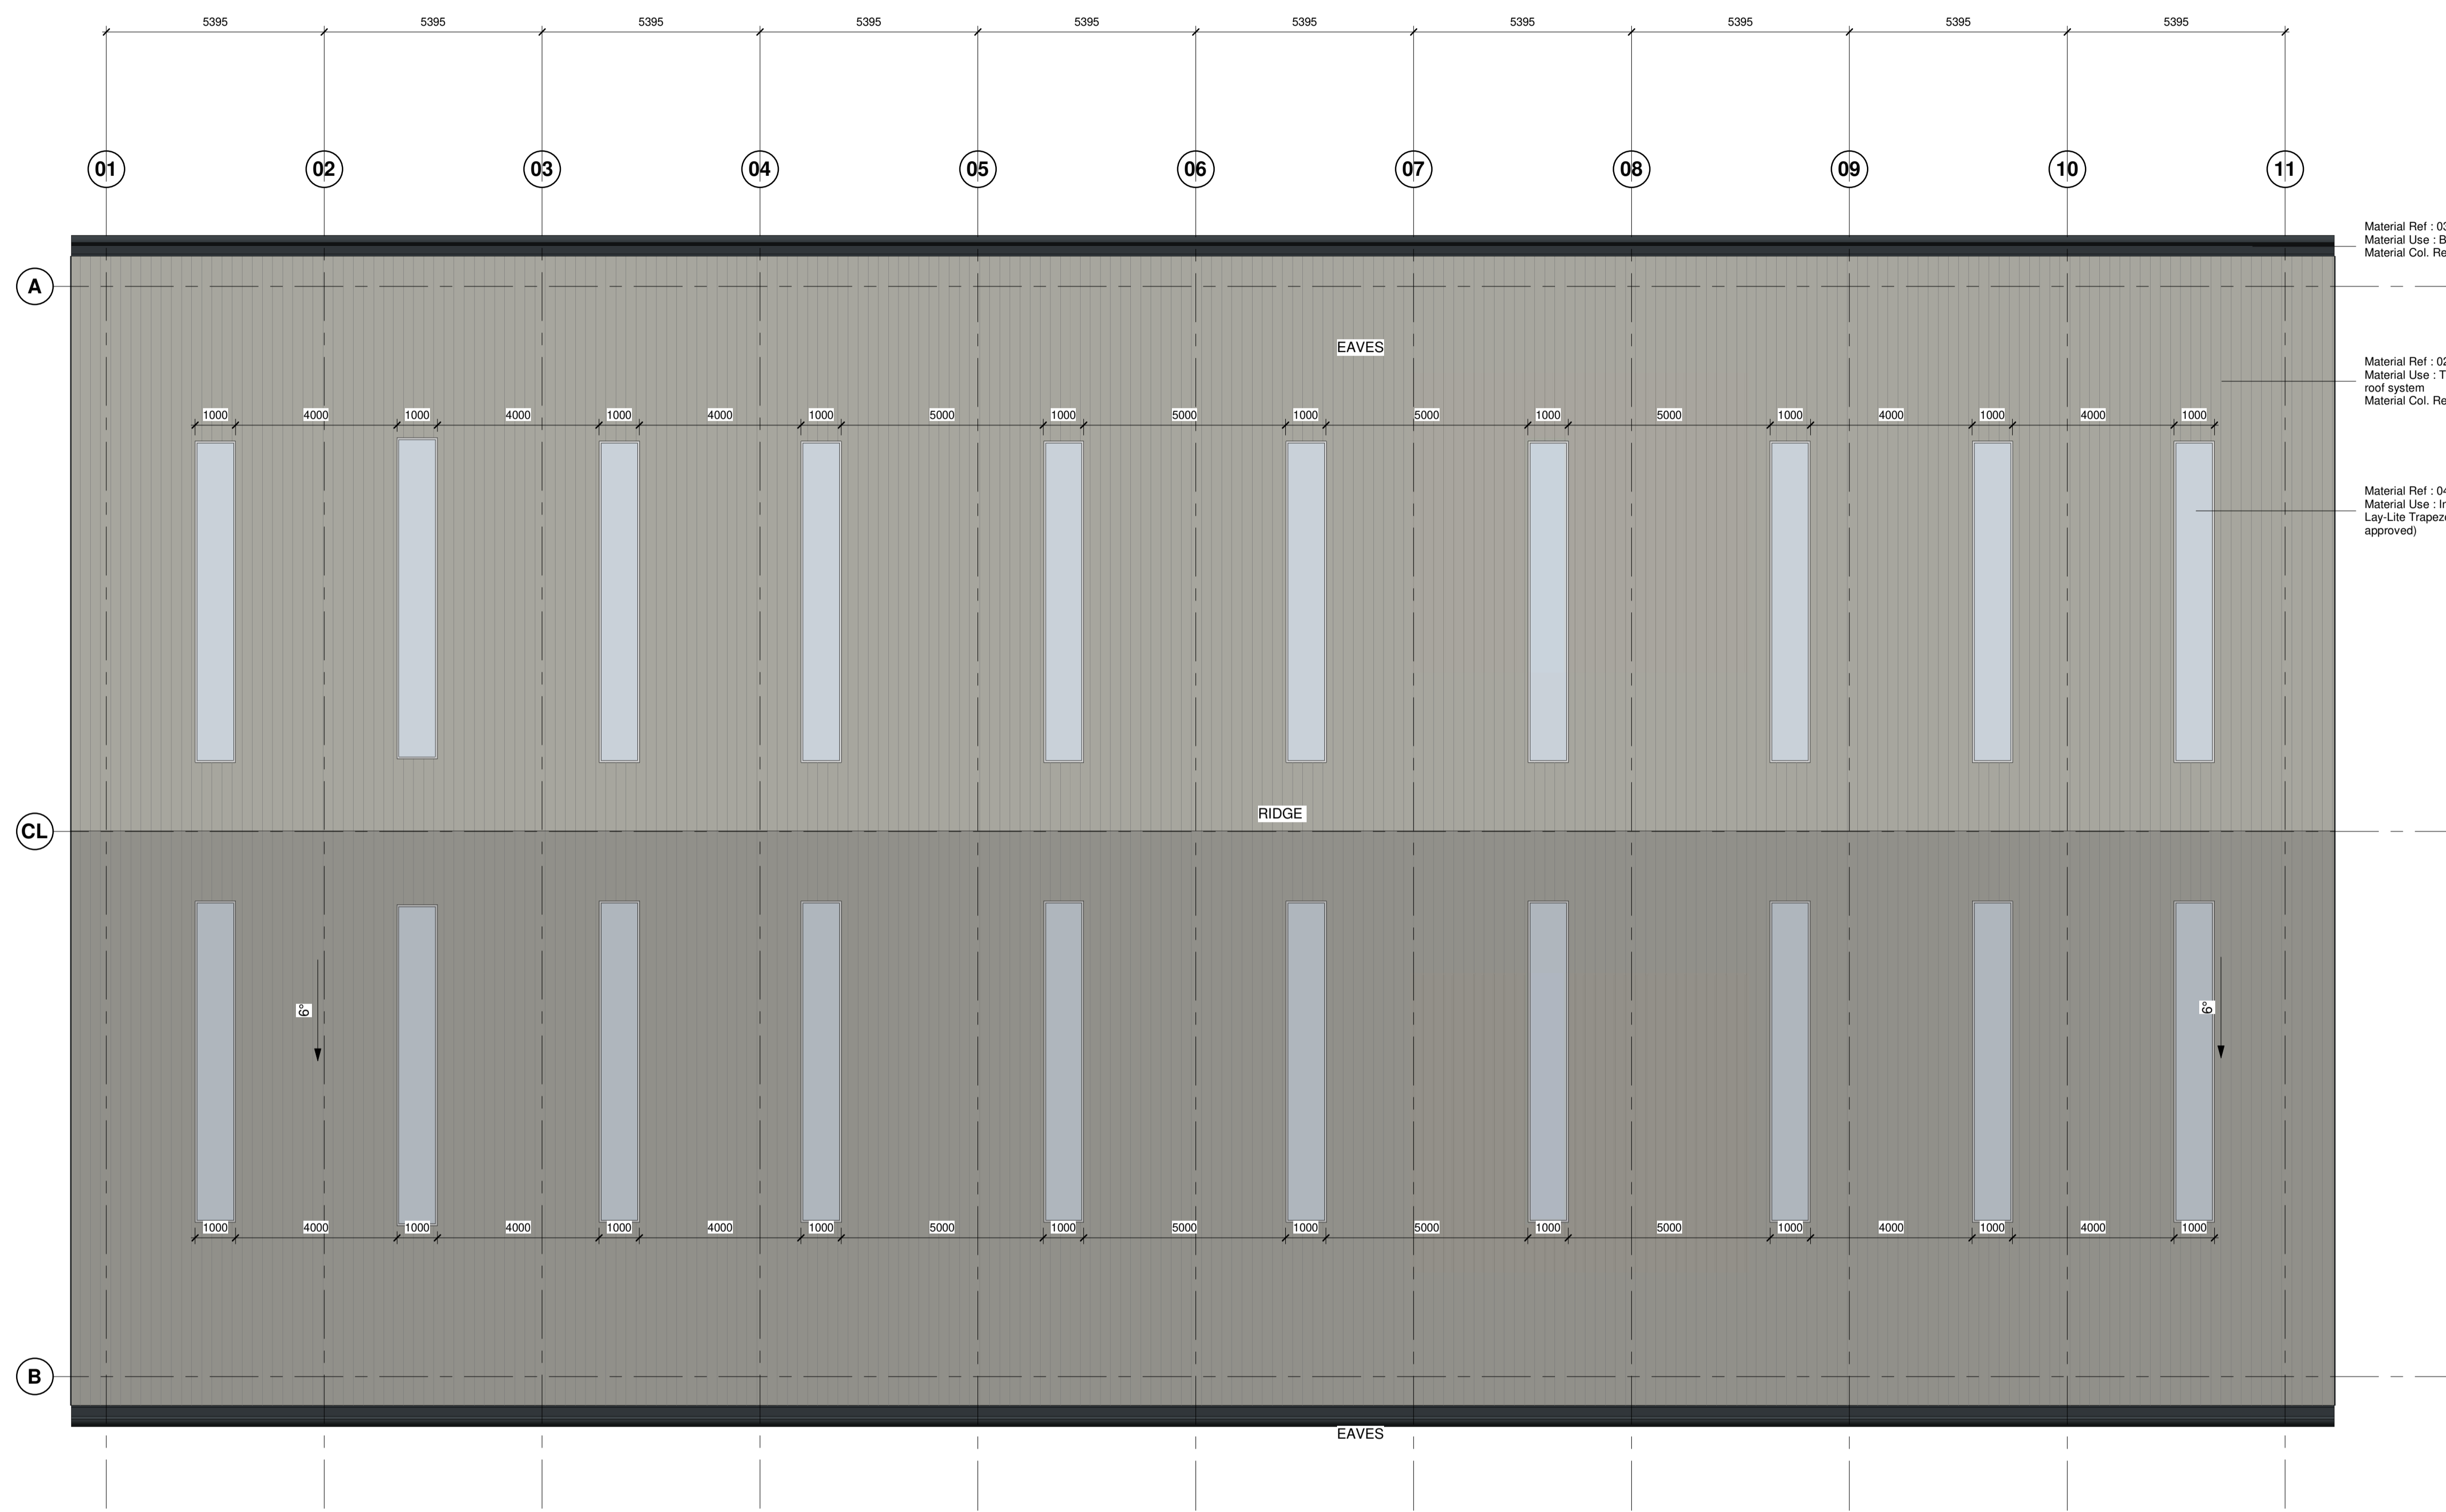 5395 5395 5395 5395 5395 5395 5395 5395 5395 5395
01 02 03 04 05 06 07 08 09 10 11
Material Ref : 03
Material Use : B
Material Col. Re
A
EAVES
Material Ref : 02
Material Use : T
roof system
Material Col. Re
1000 4000 1000 4000 1000 4000 1000 5000 1000 5000 1000 5000 1000 5000 1000 4000 1000 4000 1000
Material Ref : 04
Material Use : In
Lay-Lite Trapez
approved)
RIDGE
CL
6° 6°
1000 4000 1000 4000 1000 4000 1000 5000 1000 5000 1000 5000 1000 5000 1000 4000 1000 4000 1000
B
EAVES